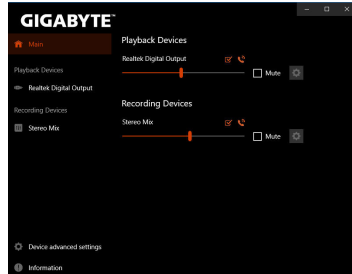 GIGABYTE™
Main
Playback Devices
Realtek Digital Output
Recording Devices
Stereo Mix
Device advanced settings
Information
Playback Devices
Realtek Digital Output
Mute
Recording Devices
Stereo Mix
Mute